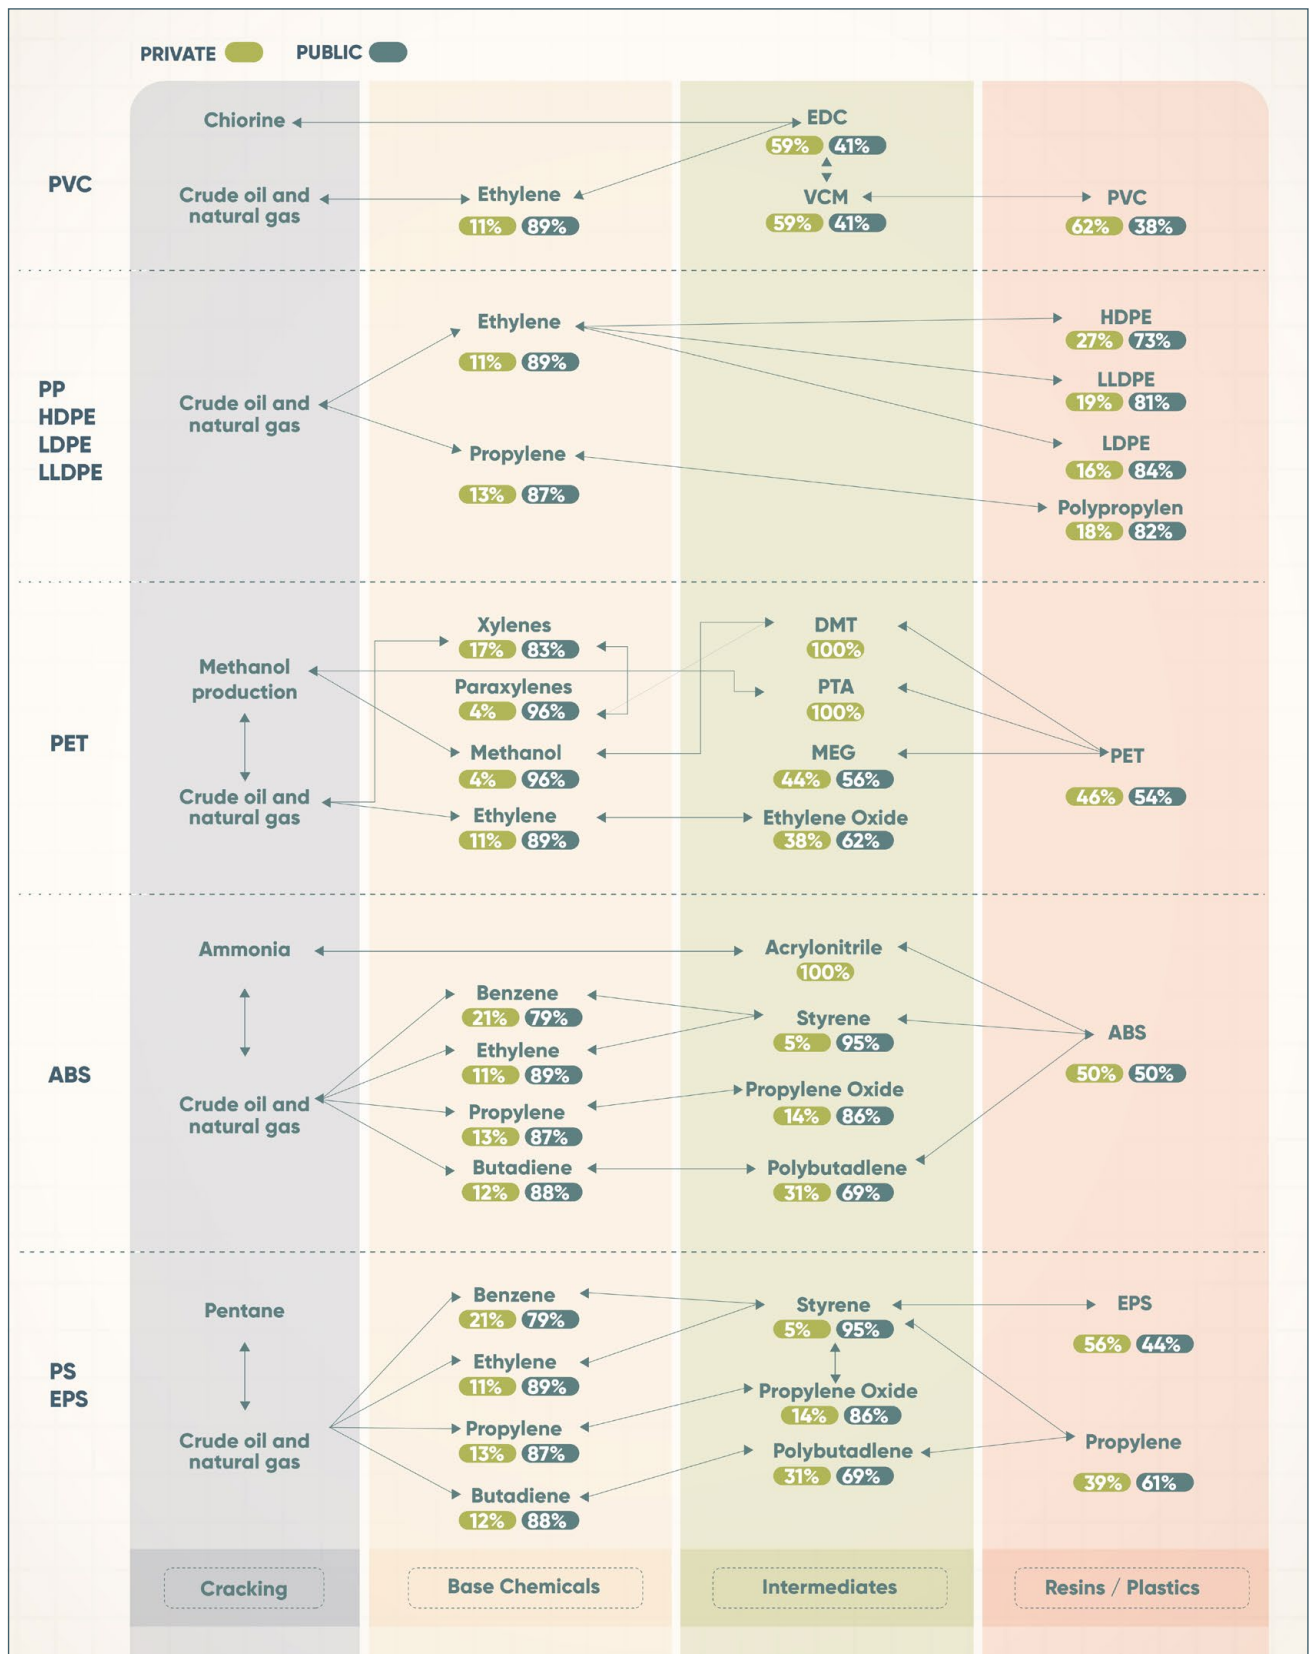 PRIVATE PUBLIC
PVC
Chiorine
EDC
59% 41%
Crude oil and
natural gas
Ethylene
11% 89%
VCM
59% 41%
PVC
62% 38%
PP
HDPE
LDPE
LLDPE
Crude oil and
natural gas
Ethylene
11% 89%
Propylene
13% 87%
HDPE
27% 73%
LLDPE
19% 81%
LDPE
16% 84%
Polypropylen
18% 82%
PET
Methanol
production
Crude oil and
natural gas
Xylenes
17% 83%
Paraxylenes
4% 96%
Methanol
4% 96%
Ethylene
11% 89%
DMT
100%
PTA
100%
MEG
44% 56%
Ethylene Oxide
38% 62%
PET
46% 54%
ABS
Ammonia
Crude oil and
natural gas
Benzene
21% 79%
Ethylene
11% 89%
Propylene
13% 87%
Butadiene
12% 88%
Acrylonitrile
100%
Styrene
5% 95%
Propylene Oxide
14% 86%
Polybutadlene
31% 69%
ABS
50% 50%
PS
EPS
Pentane
Crude oil and
natural gas
Benzene
21% 79%
Ethylene
11% 89%
Propylene
13% 87%
Butadiene
12% 88%
Styrene
5% 95%
Propylene Oxide
14% 86%
Polybutadlene
31% 69%
EPS
56% 44%
Propylene
39% 61%
Cracking
Base Chemicals
Intermediates
Resins / Plastics